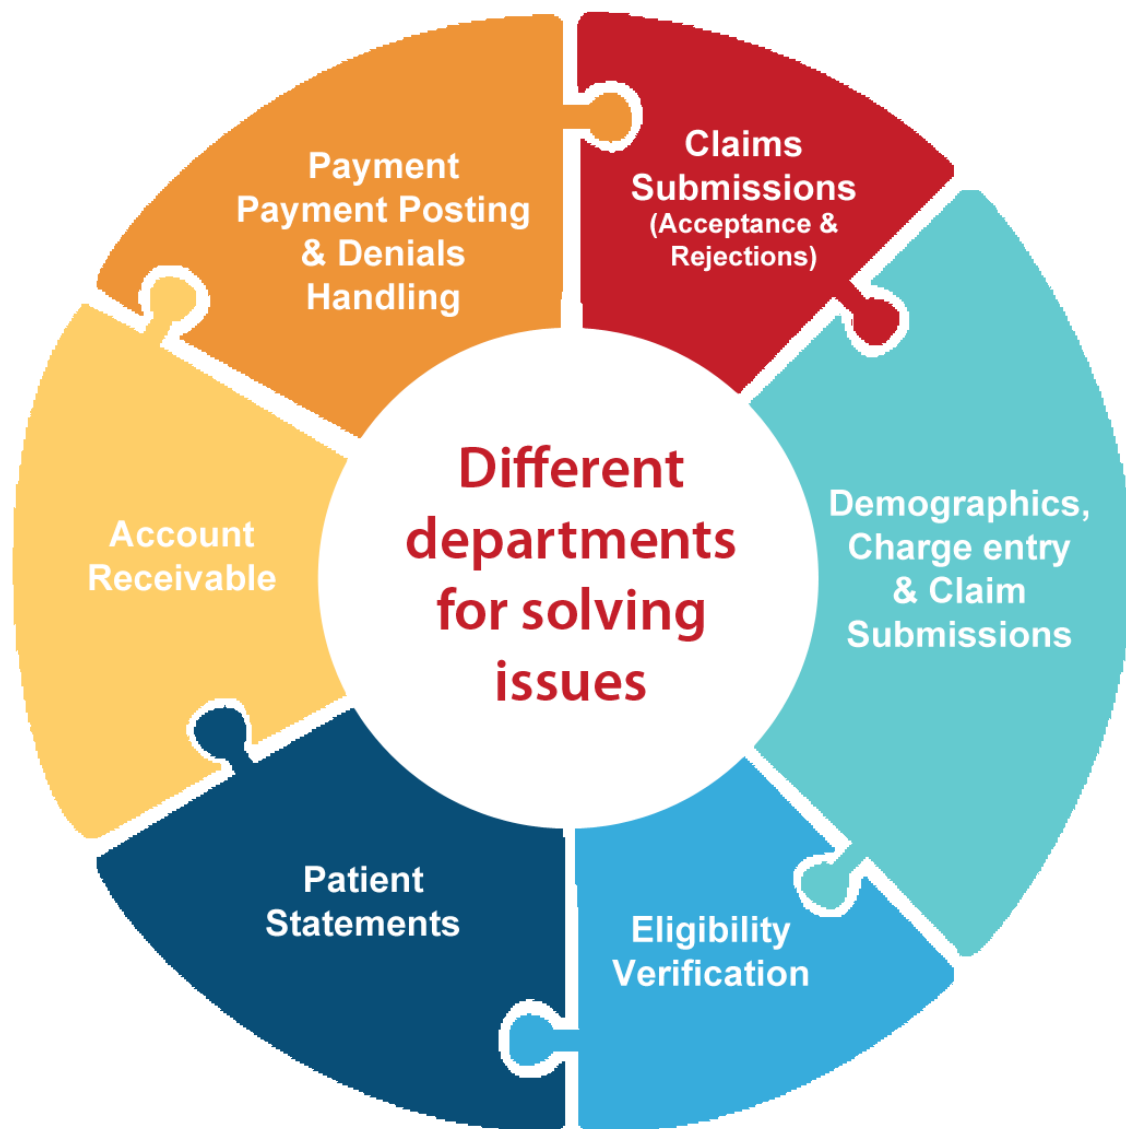 Different
departments
for solving
issues
Claims
Submissions
(Acceptance &
Rejections)
Demographics,
Charge entry
& Claim
Submissions
Eligibility
Verification
Patient
Statements
Account
Receivable
Payment
Payment Posting
& Denials
Handling